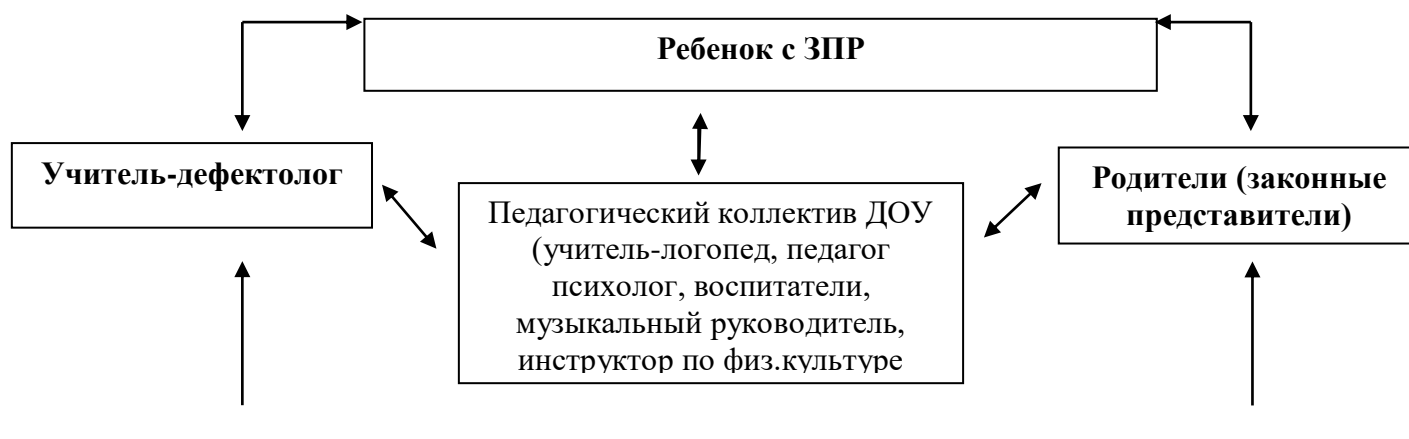 Ребенок с ЗПР
Учитель-дефектолог
Педагогический коллектив ДОУ
(учитель-логопед, педагог
психолог, воспитатели,
музыкальный руководитель,
инструктор по физ.культуре
Родители (законные
представители)